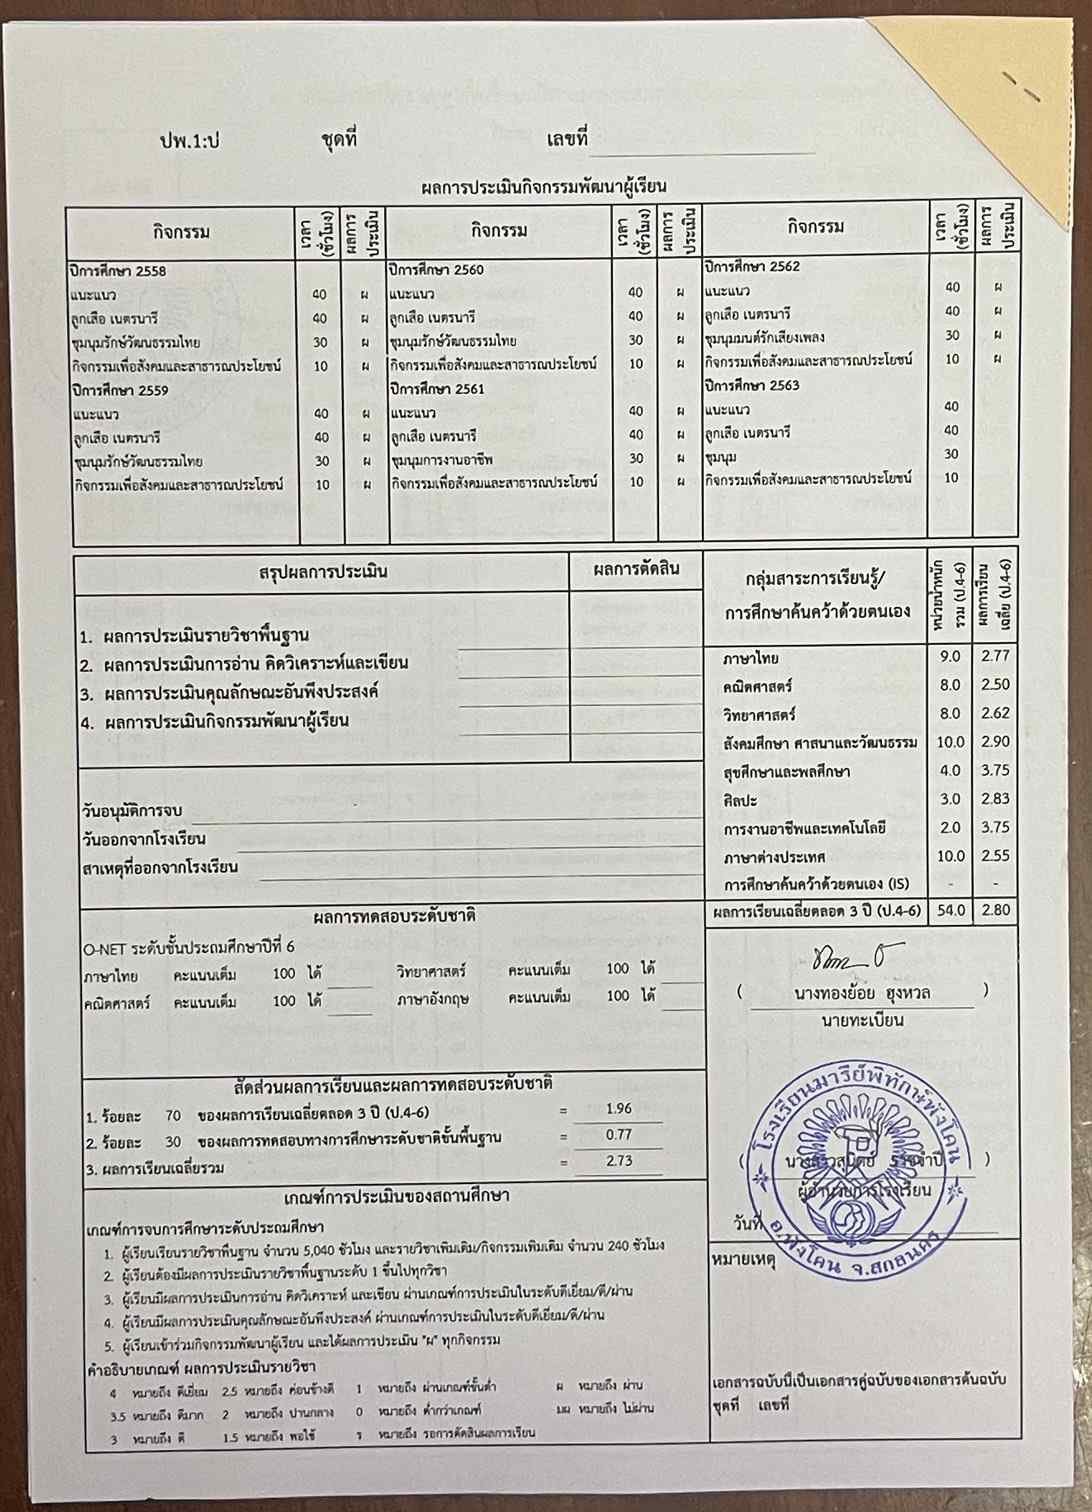 ปพ.1:ป ชุดที่ เลขที่
ผลการประเมินกิจกรรมพัฒนาผู้เรียน
กิจกรรม เวลา (ชั่วโมง) ผลการประเมิน กิจกรรม เวลา (ชั่วโมง) ผลการประเมิน กิจกรรม เวลา (ชั่วโมง) ผลการประเมิน
ปีการศึกษา 2558 ปีการศึกษา 2560 ปีการศึกษา 2562
แนะแนว 40 ผ แนะแนว 40 ผ แนะแนว 40 ผ
ลูกเสือ เนตรนารี 40 ผ ลูกเสือ เนตรนารี 40 ผ ลูกเสือ เนตรนารี 40 ผ
ชุมนุมรักษ์วัฒนธรรมไทย 30 ผ ชุมนุมรักษ์วัฒนธรรมไทย 30 ผ ชุมนุมมนต์รักเสียงเพลง 30 ผ
กิจกรรมเพื่อสังคมและสาธารณประโยชน์ 10 ผ กิจกรรมเพื่อสังคมและสาธารณประโยชน์ 10 ผ กิจกรรมเพื่อสังคมและสาธารณประโยชน์ 10 ผ
ปีการศึกษา 2559 ปีการศึกษา 2561 ปีการศึกษา 2563
แนะแนว 40 ผ แนะแนว 40 ผ แนะแนว 40
ลูกเสือ เนตรนารี 40 ผ ลูกเสือ เนตรนารี 40 ผ ลูกเสือ เนตรนารี 40
ชุมนุมรักษ์วัฒนธรรมไทย 30 ผ ชุมนุมการงานอาชีพ 30 ผ ชุมนุม 30
กิจกรรมเพื่อสังคมและสาธารณประโยชน์ 10 ผ กิจกรรมเพื่อสังคมและสาธารณประโยชน์ 10 ผ กิจกรรมเพื่อสังคมและสาธารณประโยชน์ 10
สรุปผลการประเมิน ผลการตัดสิน
1. ผลการประเมินรายวิชาพื้นฐาน
2. ผลการประเมินการอ่าน คิดวิเคราะห์และเขียน
3. ผลการประเมินคุณลักษณะอันพึงประสงค์
4. ผลการประเมินกิจกรรมพัฒนาผู้เรียน
วันอนุมัติการจบ
วันออกจากโรงเรียน
สาเหตุที่ออกจากโรงเรียน
กลุ่มสาระการเรียนรู้/
การศึกษาค้นคว้าด้วยตนเอง
หน่วยน้ำหนัก รวม (ป.4-6)
ผลการเรียน เฉลี่ย (ป.4-6)
ภาษาไทย 9.0 2.77
คณิตศาสตร์ 8.0 2.50
วิทยาศาสตร์ 8.0 2.62
สังคมศึกษา ศาสนาและวัฒนธรรม 10.0 2.90
สุขศึกษาและพลศึกษา 4.0 3.75
ศิลปะ 3.0 2.83
การงานอาชีพและเทคโนโลยี 2.0 3.75
ภาษาต่างประเทศ 10.0 2.55
การศึกษาค้นคว้าด้วยตนเอง (IS) - -
ผลการเรียนเฉลี่ยตลอด 3 ปี (ป.4-6) 54.0 2.80
ผลการทดสอบระดับชาติ
O-NET ระดับชั้นประถมศึกษาปีที่ 6
ภาษาไทย คะแนนเต็ม 100 ได้ วิทยาศาสตร์ คะแนนเต็ม 100 ได้
คณิตศาสตร์ คะแนนเต็ม 100 ได้ ภาษาอังกฤษ คะแนนเต็ม 100 ได้
สัดส่วนผลการเรียนและผลการทดสอบระดับชาติ
1. ร้อยละ 70 ของผลการเรียนเฉลี่ยตลอด 3 ปี (ป.4-6) = 1.96
2. ร้อยละ 30 ของผลการทดสอบทางการศึกษาระดับชาติขั้นพื้นฐาน = 0.77
3. ผลการเรียนเฉลี่ยรวม = 2.73
( นางทองย้อย ฮุงหวล )
นายทะเบียน
โรงเรียนมารีย์พิทักษ์พังโคน
( )
ผู้อำนวยการโรงเรียน
วันที่
อ.พังโคน จ.สกลนคร
เกณฑ์การประเมินของสถานศึกษา
เกณฑ์การจบการศึกษาระดับประถมศึกษา
1. ผู้เรียนเรียนรายวิชาพื้นฐาน จำนวน 5,040 ชั่วโมง และรายวิชาเพิ่มเติม/กิจกรรมเพิ่มเติม จำนวน 240 ชั่วโมง
2. ผู้เรียนต้องมีผลการประเมินรายวิชาพื้นฐานระดับ 1 ขึ้นไปทุกวิชา
3. ผู้เรียนมีผลการประเมินการอ่าน คิดวิเคราะห์ และเขียน ผ่านเกณฑ์การประเมินในระดับดีเยี่ยม/ดี/ผ่าน
4. ผู้เรียนมีผลการประเมินคุณลักษณะอันพึงประสงค์ ผ่านเกณฑ์การประเมินในระดับดีเยี่ยม/ดี/ผ่าน
5. ผู้เรียนเข้าร่วมกิจกรรมพัฒนาผู้เรียน และได้ผลการประเมิน "ผ" ทุกกิจกรรม
คำอธิบายเกณฑ์ ผลการประเมินรายวิชา
4 หมายถึง ดีเยี่ยม 2.5 หมายถึง ค่อนข้างดี 1 หมายถึง ผ่านเกณฑ์ขั้นต่ำ ผ หมายถึง ผ่าน
3.5 หมายถึง ดีมาก 2 หมายถึง ปานกลาง 0 หมายถึง ต่ำกว่าเกณฑ์ มผ หมายถึง ไม่ผ่าน
3 หมายถึง ดี 1.5 หมายถึง พอใช้ ร หมายถึง รอการตัดสินผลการเรียน
หมายเหตุ
เอกสารฉบับนี้เป็นเอกสารคู่ฉบับของเอกสารต้นฉบับ
ชุดที่ เลขที่